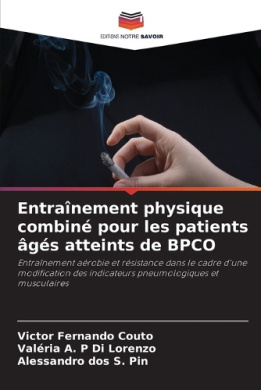 EDITIONS NOTRE SAVOIR
Entraînement physique
combiné pour les patients
âgés atteints de BPCO
Entraînement aérobie et résistance dans le cadre d'une
modification des indicateurs pneumologiques et
musculaires
Victor Fernando Couto
Valéria A. P Di Lorenzo
Alessandro dos S. Pin